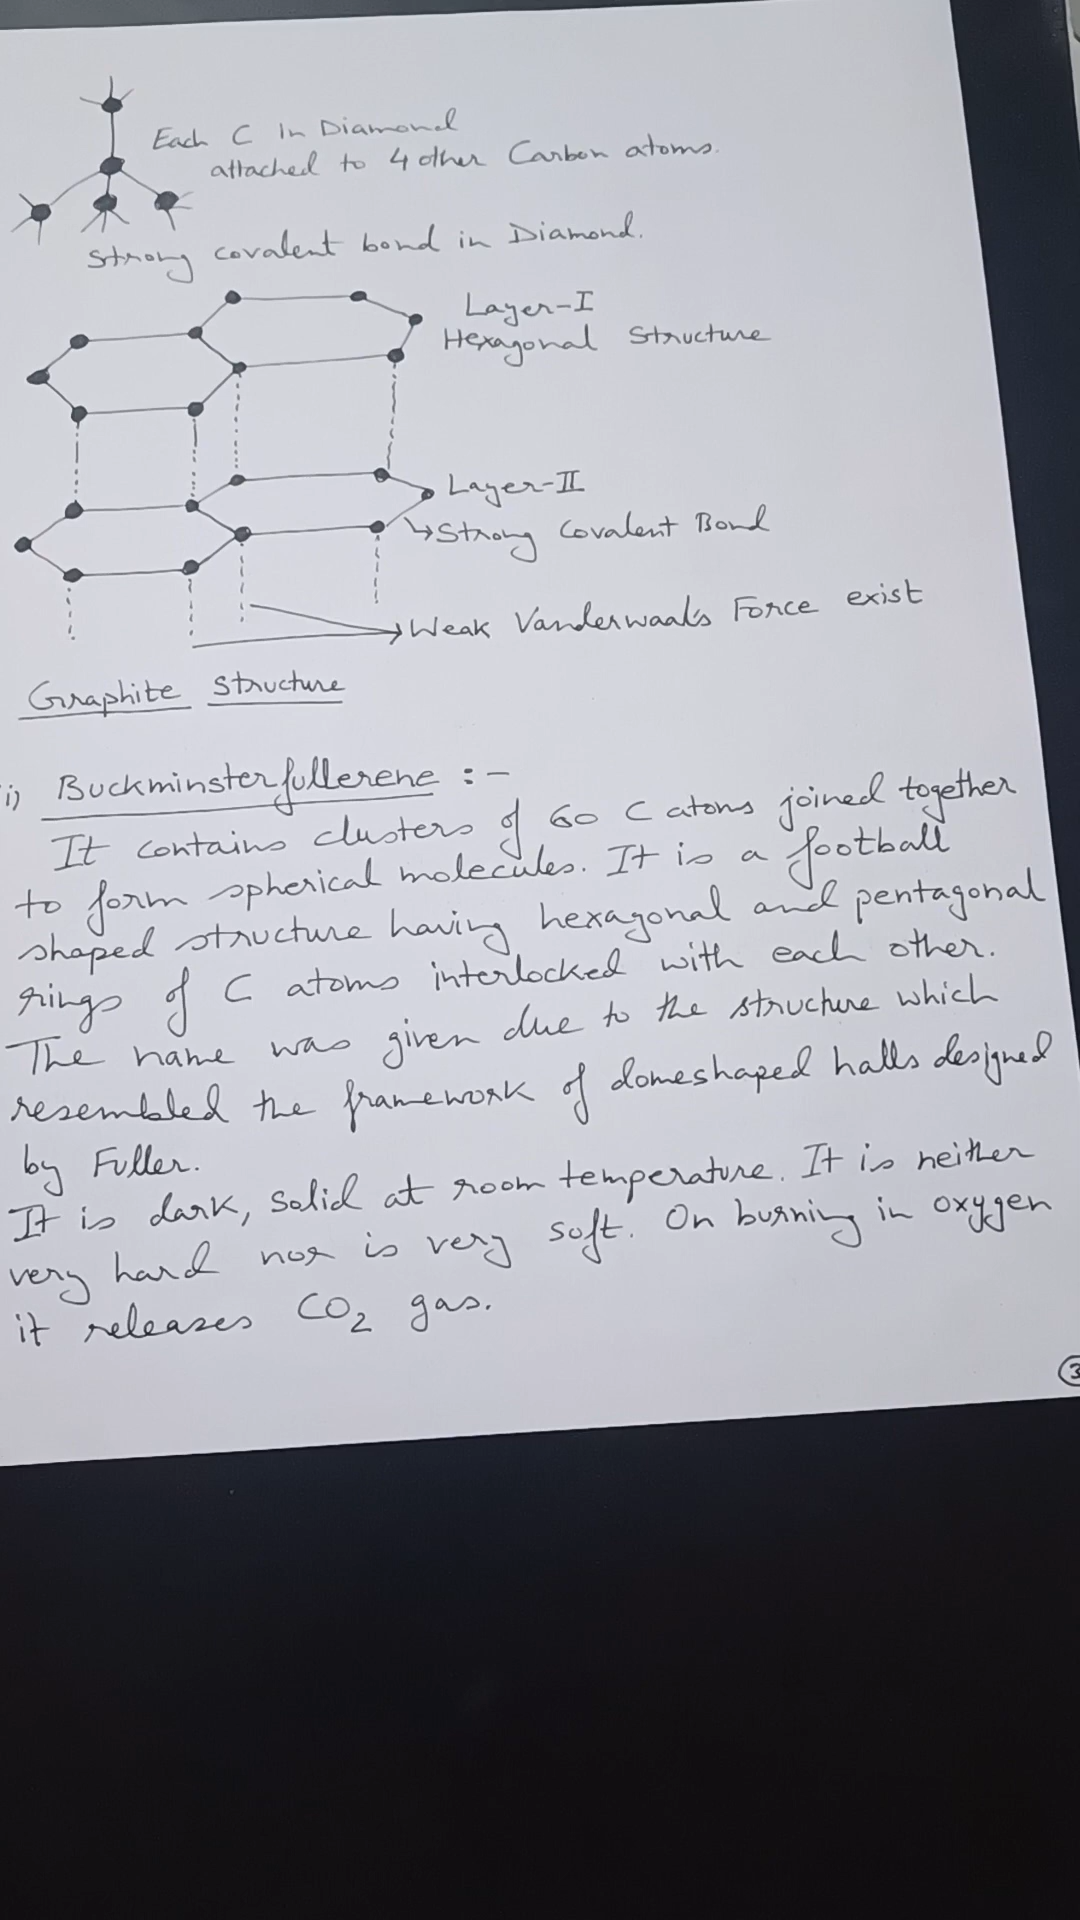 Each C In Diamond
attached to 4 other Carbon atoms.
Strong covalent bond in Diamond.
Layer-I
Hexagonal Structure
Layer-II
↳Strong Covalent Bond
Weak Vanderwaal's Force exist
Graphite Structure
i) Buckminsterfullerene :-
It contains clusters of 60 C atoms joined together
to form spherical molecules. It is a football
shaped structure having hexagonal and pentagonal
rings of C atoms interlocked with each other.
The name was given due to the structure which
resembled the framework of domeshaped halls designed
by Fuller.
It is dark, solid at room temperature. It is neither
very hard nor is very soft. On burning in oxygen
it releases CO₂ gas.
3